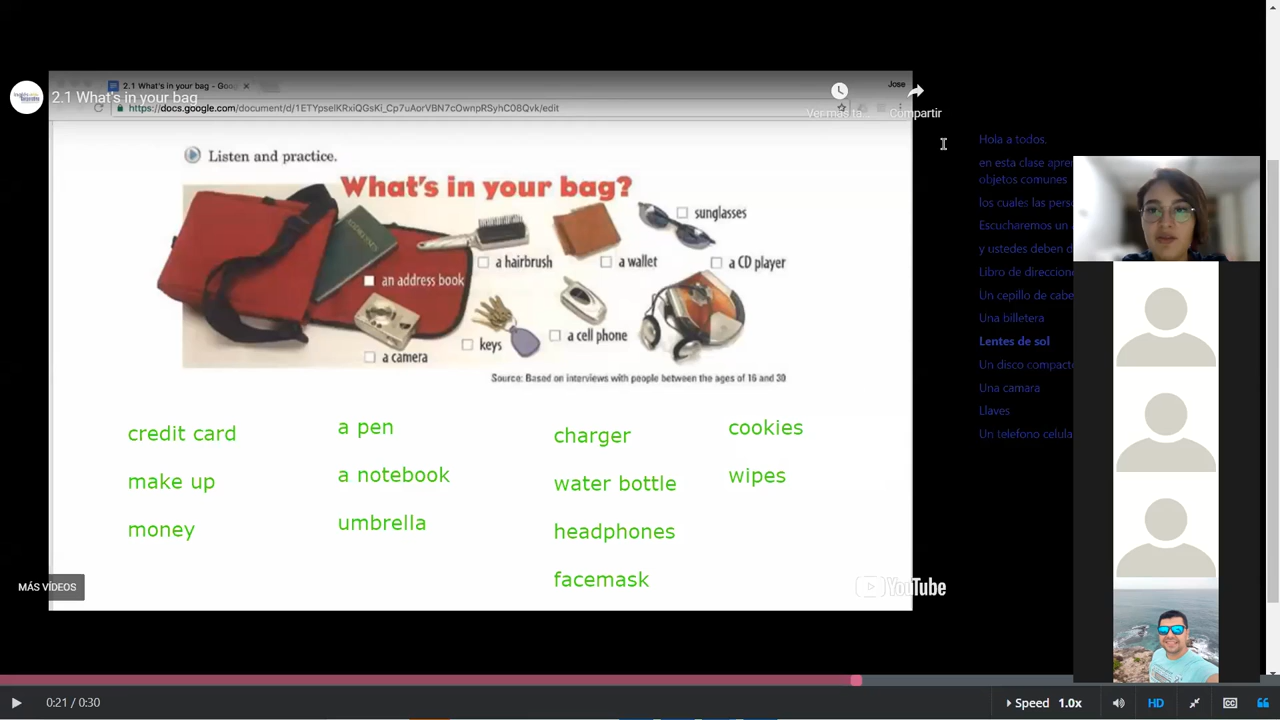 2.1 What's in your bag - Goo
Jose
2.1 What's in your bag
https://docs.google.com/document/d/1ETYpselKRxiQGsKi_Cp7uAorVBN7cOwnpRSyhC08Qvk/edit
Ver más ta...
Compartir
Listen and practice.
What's in your bag?
sunglasses
a hairbrush
a wallet
a CD player
an address book
a cell phone
keys
a camera
Source: Based on interviews with people between the ages of 16 and 30
credit card
make up
money
a pen
a notebook
umbrella
charger
water bottle
headphones
facemask
cookies
wipes
MÁS VÍDEOS
YouTube
Hola a todos.
en esta clase apre
objetos comunes
los cuales las pers
Escucharemos un
y ustedes deben d
Libro de direccion
Un cepillo de cabe
Una billetera
Lentes de sol
Un disco compact
Una camara
Llaves
Un telefono celula
0:21 / 0:30
Speed 1.0x
HD
CC